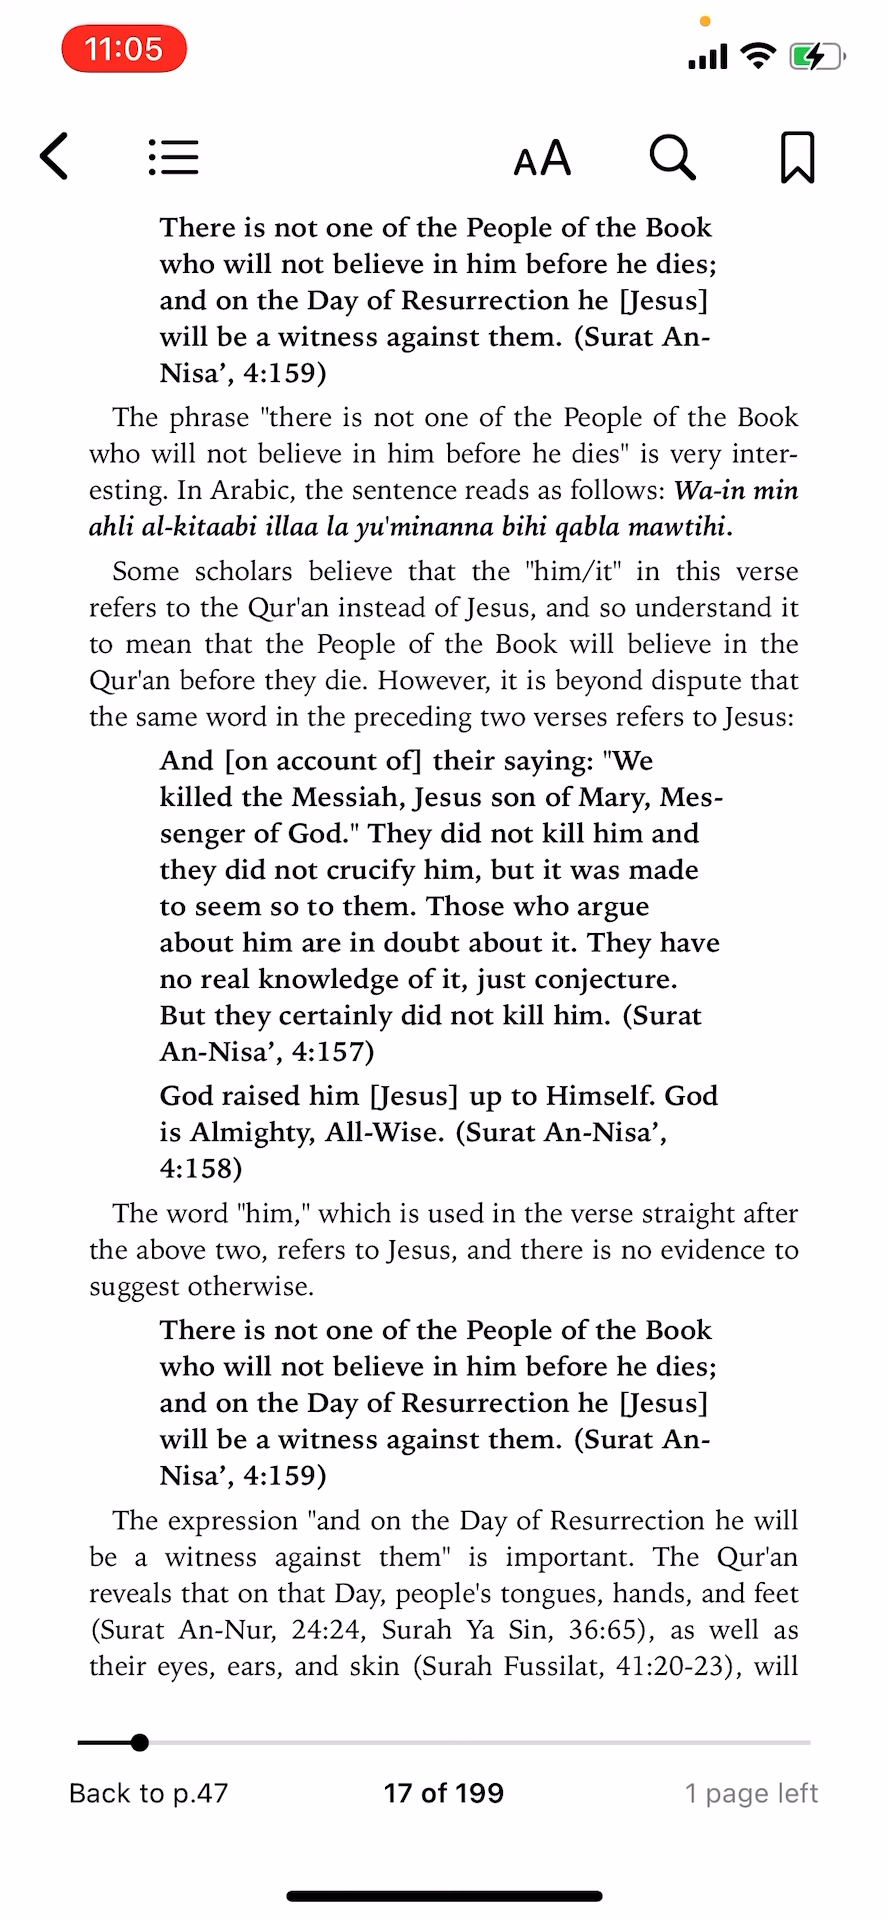 11:05
AA
There is not one of the People of the Book
who will not believe in him before he dies;
and on the Day of Resurrection he [Jesus]
will be a witness against them. (Surat An-
Nisa’, 4:159)
The phrase "there is not one of the People of the Book
who will not believe in him before he dies" is very inter-
esting. In Arabic, the sentence reads as follows: Wa-in min
ahli al-kitaabi illaa la yu'minanna bihi qabla mawtihi.
Some scholars believe that the "him/it" in this verse
refers to the Qur'an instead of Jesus, and so understand it
to mean that the People of the Book will believe in the
Qur'an before they die. However, it is beyond dispute that
the same word in the preceding two verses refers to Jesus:
And [on account of] their saying: "We
killed the Messiah, Jesus son of Mary, Mes-
senger of God." They did not kill him and
they did not crucify him, but it was made
to seem so to them. Those who argue
about him are in doubt about it. They have
no real knowledge of it, just conjecture.
But they certainly did not kill him. (Surat
An-Nisa’, 4:157)
God raised him [Jesus] up to Himself. God
is Almighty, All-Wise. (Surat An-Nisa’,
4:158)
The word "him," which is used in the verse straight after
the above two, refers to Jesus, and there is no evidence to
suggest otherwise.
There is not one of the People of the Book
who will not believe in him before he dies;
and on the Day of Resurrection he [Jesus]
will be a witness against them. (Surat An-
Nisa’, 4:159)
The expression "and on the Day of Resurrection he will
be a witness against them" is important. The Qur'an
reveals that on that Day, people's tongues, hands, and feet
(Surat An-Nur, 24:24, Surah Ya Sin, 36:65), as well as
their eyes, ears, and skin (Surah Fussilat, 41:20-23), will
Back to p.47
17 of 199
1 page left